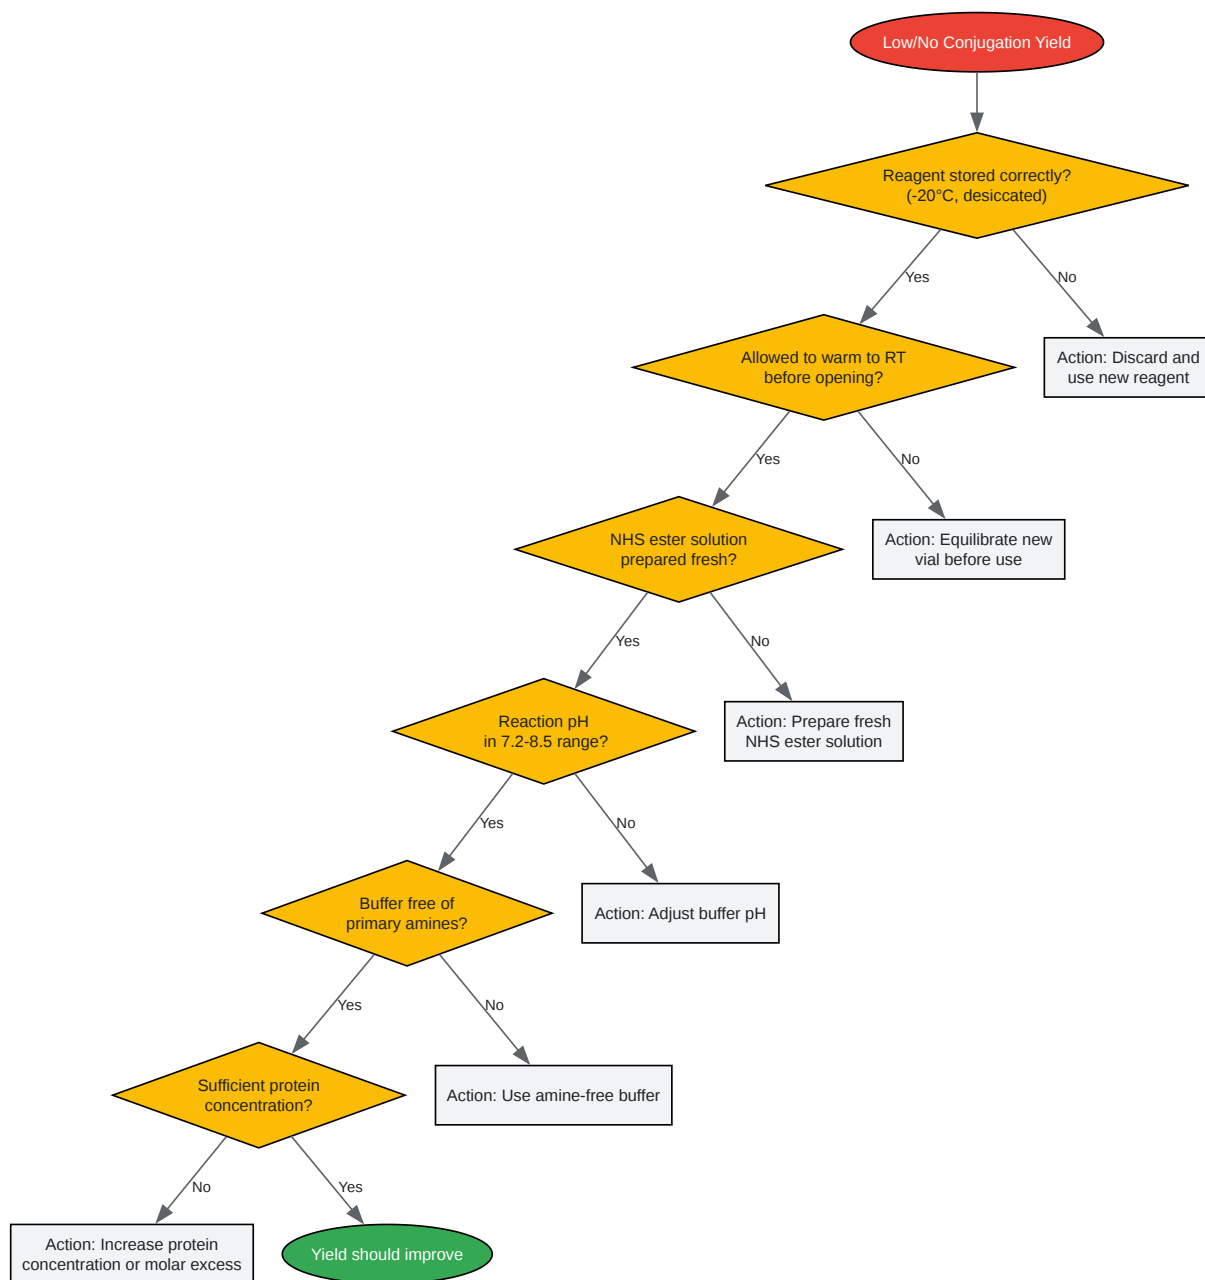 Low/No Conjugation Yield
Reagent stored correctly?
(-20°C, desiccated)
Yes
No
Allowed to warm to RT
before opening?
Action: Discard and
use new reagent
Yes
No
NHS ester solution
prepared fresh?
Action: Equilibrate new
vial before use
Yes
No
Reaction pH
in 7.2-8.5 range?
Action: Prepare fresh
NHS ester solution
Yes
No
Buffer free of
primary amines?
Action: Adjust buffer pH
Yes
No
Sufficient protein
concentration?
Action: Use amine-free buffer
No
Yes
Action: Increase protein
concentration or molar excess
Yield should improve